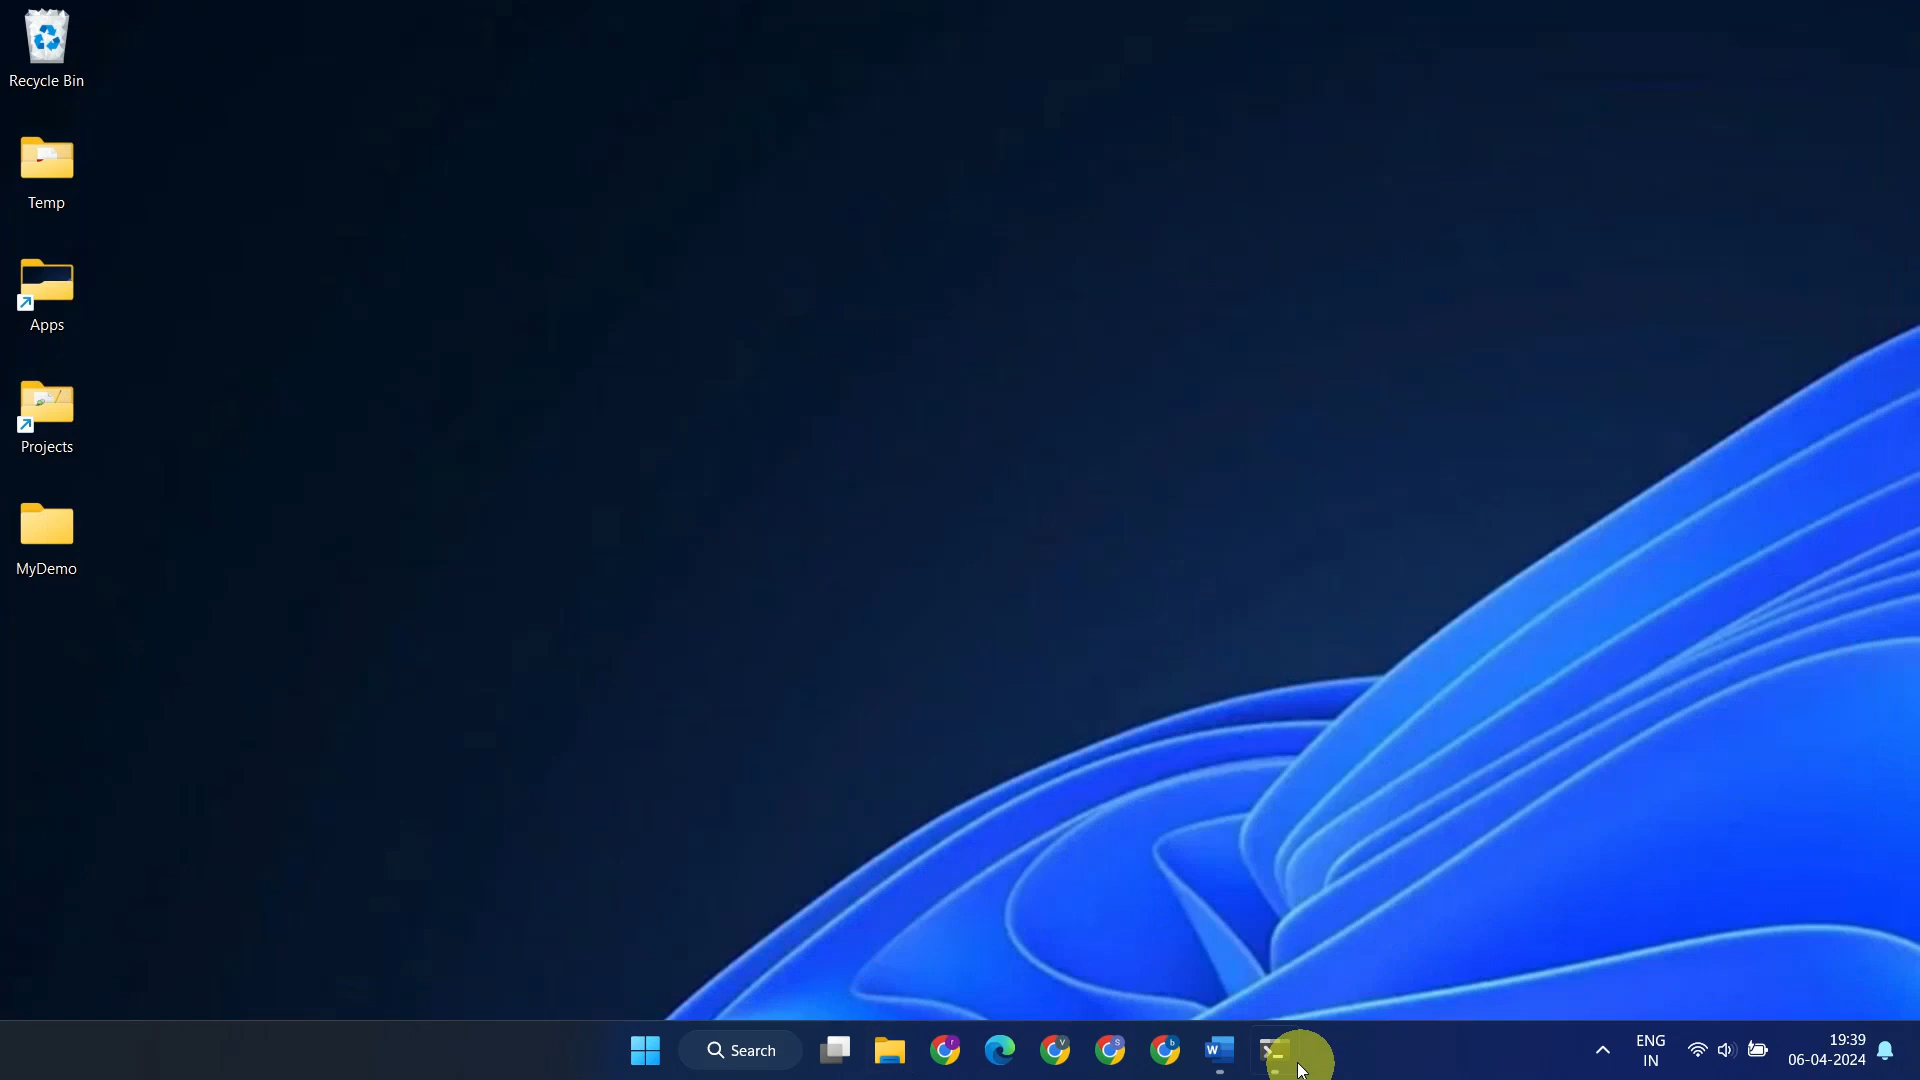 Recycle Bin
Temp
Apps
Projects
MyDemo
Search
ENG
IN
19:39
06-04-2024